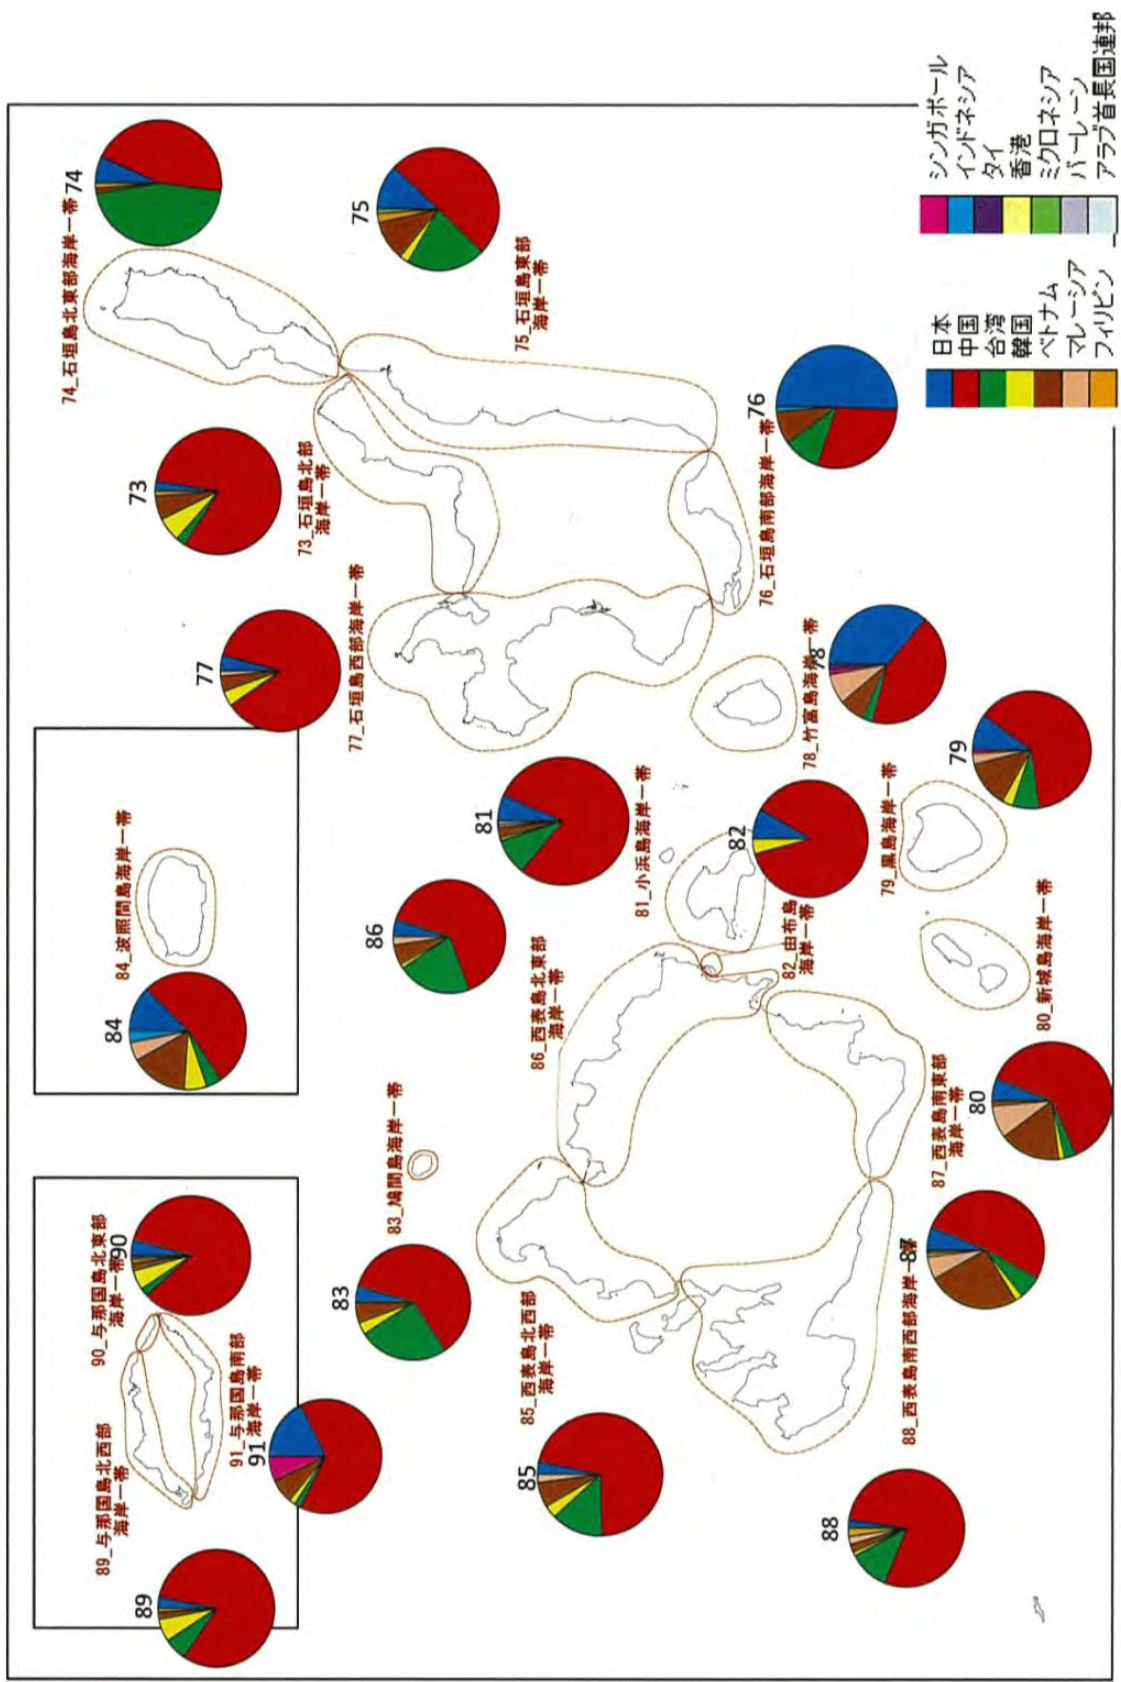 74_石垣島北東部海岸一帯
74
75
75_石垣島東部
海岸一帯
73
73_石垣島北部
海岸一帯
76
76_石垣島南部海岸一帯
77
77_石垣島西部海岸一帯
78
78_竹富島海岸一帯
79
79_黒島海岸一帯
80
80_新城島海岸一帯
81
81_小浜島海岸一帯
82
82_由布島
海岸一帯
83
83_鳩間島海岸一帯
84
84_波照間島海岸一帯
85
85_西表島北西部
海岸一帯
86
86_西表島北東部
海岸一帯
87
87_西表島南東部
海岸一帯
88
88_西表島南西部海岸一帯
89
89_与那国島北西部
海岸一帯
90
90_与那国島北東部
海岸一帯
91
91_与那国島南部
海岸一帯
日本
中国
台湾
韓国
ベトナム
マレーシア
フィリピン
シンガポール
インドネシア
タイ
香港
ミクロネシア
バーレーン
アラブ首長国連邦